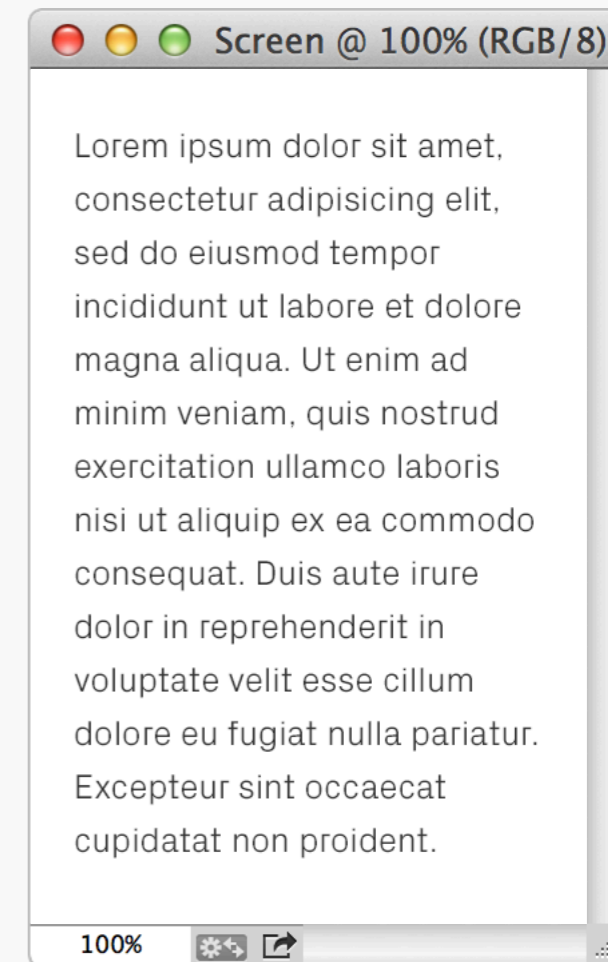 Screen @ 100% (RGB/8)
Lorem ipsum dolor sit amet,
consectetur adipisicing elit,
sed do eiusmod tempor
incididunt ut labore et dolore
magna aliqua. Ut enim ad
minim veniam, quis nostrud
exercitation ullamco laboris
nisi ut aliquip ex ea commodo
consequat. Duis aute irure
dolor in reprehenderit in
voluptate velit esse cillum
dolore eu fugiat nulla pariatur.
Excepteur sint occaecat
cupidatat non proident.
100%